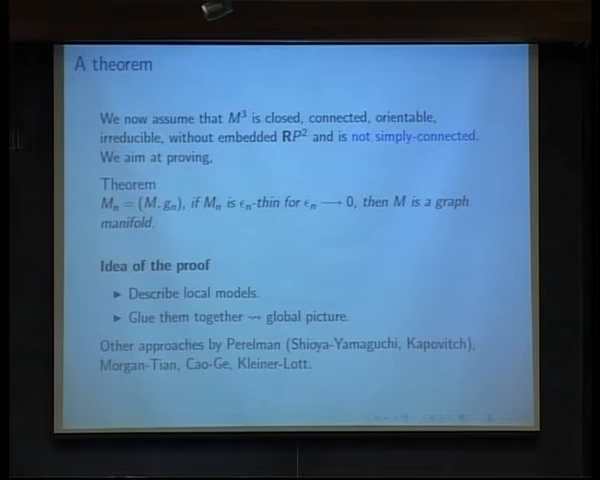 A theorem
We now assume that M³ is closed, connected, orientable,
irreducible, without embedded RP² and is not simply-connected.
We aim at proving,
Theorem
Mₙ = (M, gₙ), if Mₙ is ϵₙ-thin for ϵₙ ⟶ 0, then M is a graph
manifold.
Idea of the proof
▶ Describe local models.
▶ Glue them together ⇝ global picture.
Other approaches by Perelman (Shioya-Yamaguchi, Kapovitch),
Morgan-Tian, Cao-Ge, Kleiner-Lott.